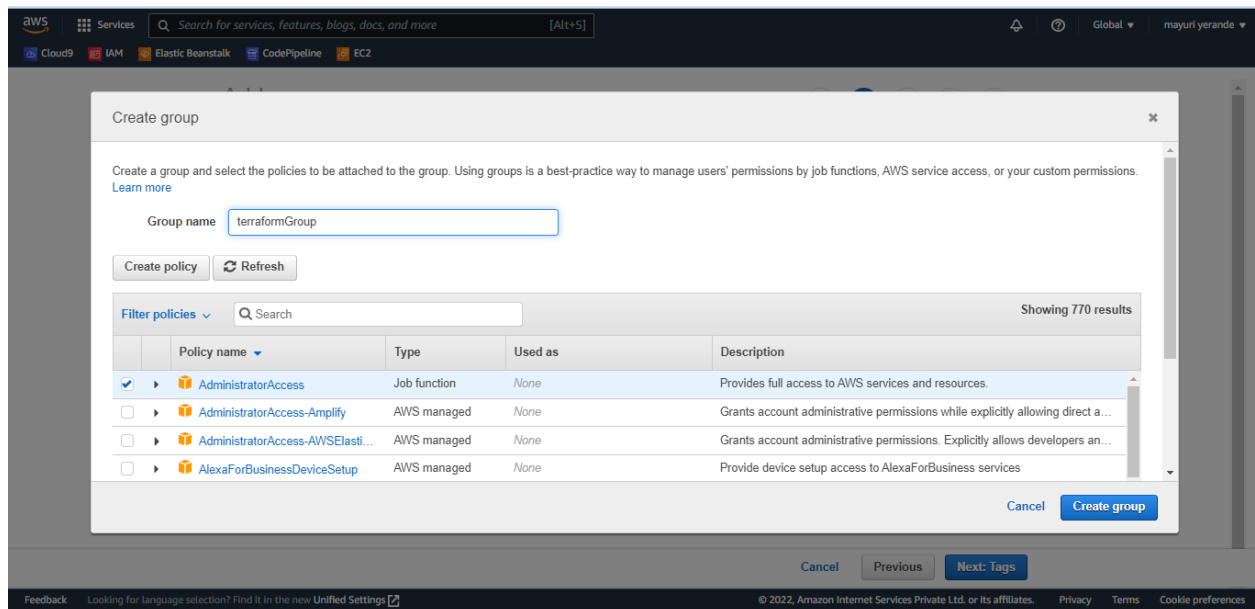 aws Services Search for services, features, blogs, docs, and more [Alt+S] Global mayuri yerande
Cloud9 IAM Elastic Beanstalk CodePipeline EC2
Create group
Create a group and select the policies to be attached to the group. Using groups is a best-practice way to manage users' permissions by job functions, AWS service access, or your custom permissions.
Learn more
Group name terraformGroup
Create policy Refresh
Filter policies Search Showing 770 results
Policy name Type Used as Description
AdministratorAccess Job function None Provides full access to AWS services and resources.
AdministratorAccess-Amplify AWS managed None Grants account administrative permissions while explicitly allowing direct a...
AdministratorAccess-AWSElasti... AWS managed None Grants account administrative permissions. Explicitly allows developers an...
AlexaForBusinessDeviceSetup AWS managed None Provide device setup access to AlexaForBusiness services
Cancel Create group
Cancel Previous Next: Tags
Feedback Looking for language selection? Find it in the new Unified Settings © 2022, Amazon Internet Services Private Ltd. or its affiliates. Privacy Terms Cookie preferences